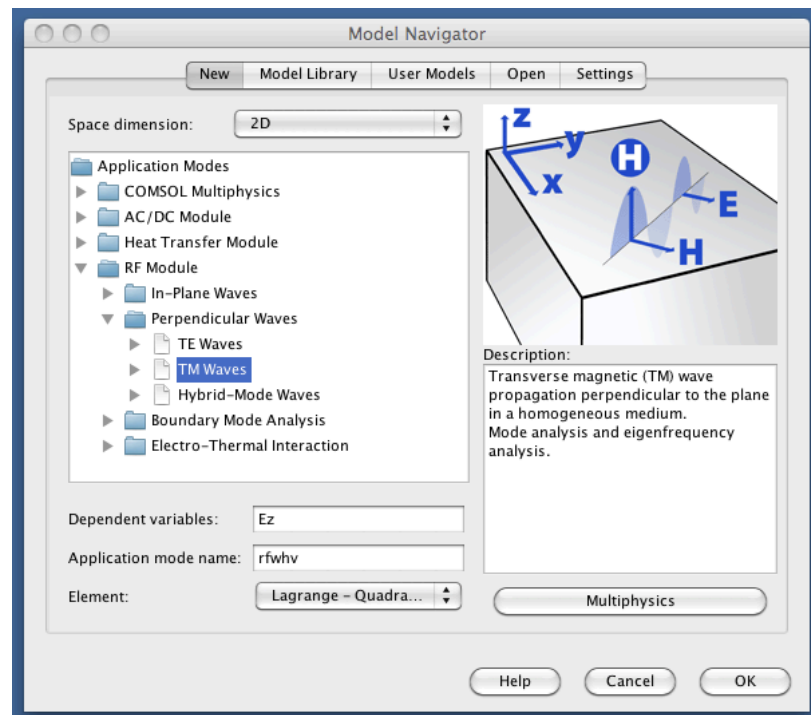 Model Navigator
New Model Library User Models Open Settings
Space dimension: 2D
Application Modes
COMSOL Multiphysics
AC/DC Module
Heat Transfer Module
RF Module
In-Plane Waves
Perpendicular Waves
TE Waves
TM Waves
Hybrid-Mode Waves
Boundary Mode Analysis
Electro-Thermal Interaction
z
y
x
H
E
H
Description:
Transverse magnetic (TM) wave
propagation perpendicular to the plane
in a homogeneous medium.
Mode analysis and eigenfrequency
analysis.
Dependent variables: Ez
Application mode name: rfwhv
Element: Lagrange - Quadra...
Multiphysics
Help Cancel OK